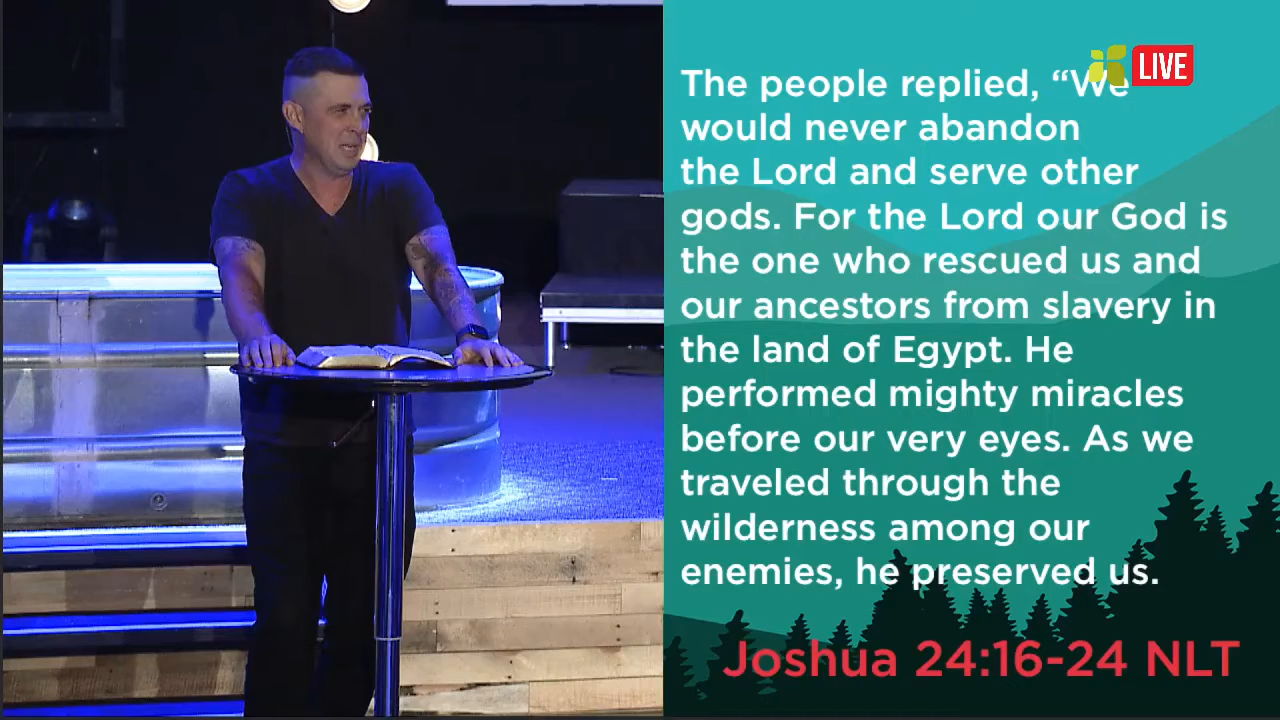 LIVE
The people replied, “We
would never abandon
the Lord and serve other
gods. For the Lord our God is
the one who rescued us and
our ancestors from slavery in
the land of Egypt. He
performed mighty miracles
before our very eyes. As we
traveled through the
wilderness among our
enemies, he preserved us.
Joshua 24:16-24 NLT